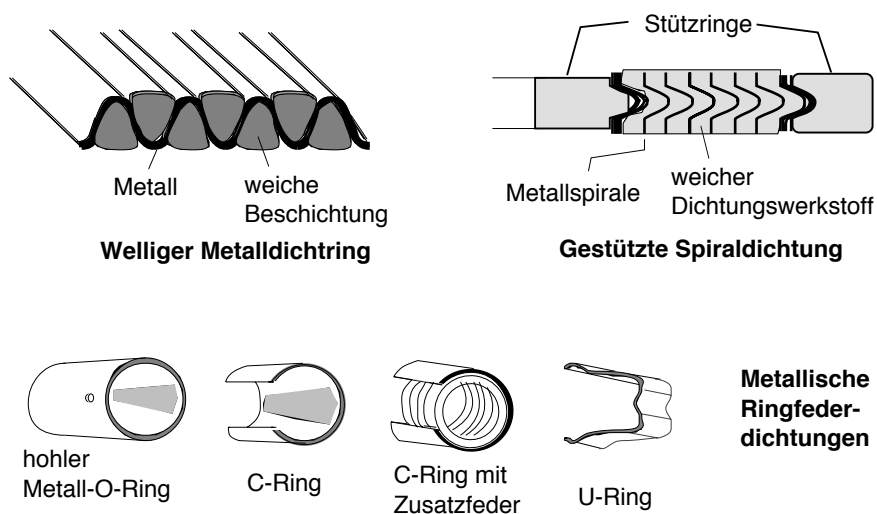 Stützringe
Metall
weiche
Beschichtung
Metallspirale
weicher
Dichtungswerkstoff
Welliger Metalldichtring
Gestützte Spiraldichtung
Metallische
Ringfeder-
dichtungen
hohler
Metall-O-Ring
C-Ring
C-Ring mit
Zusatzfeder
U-Ring